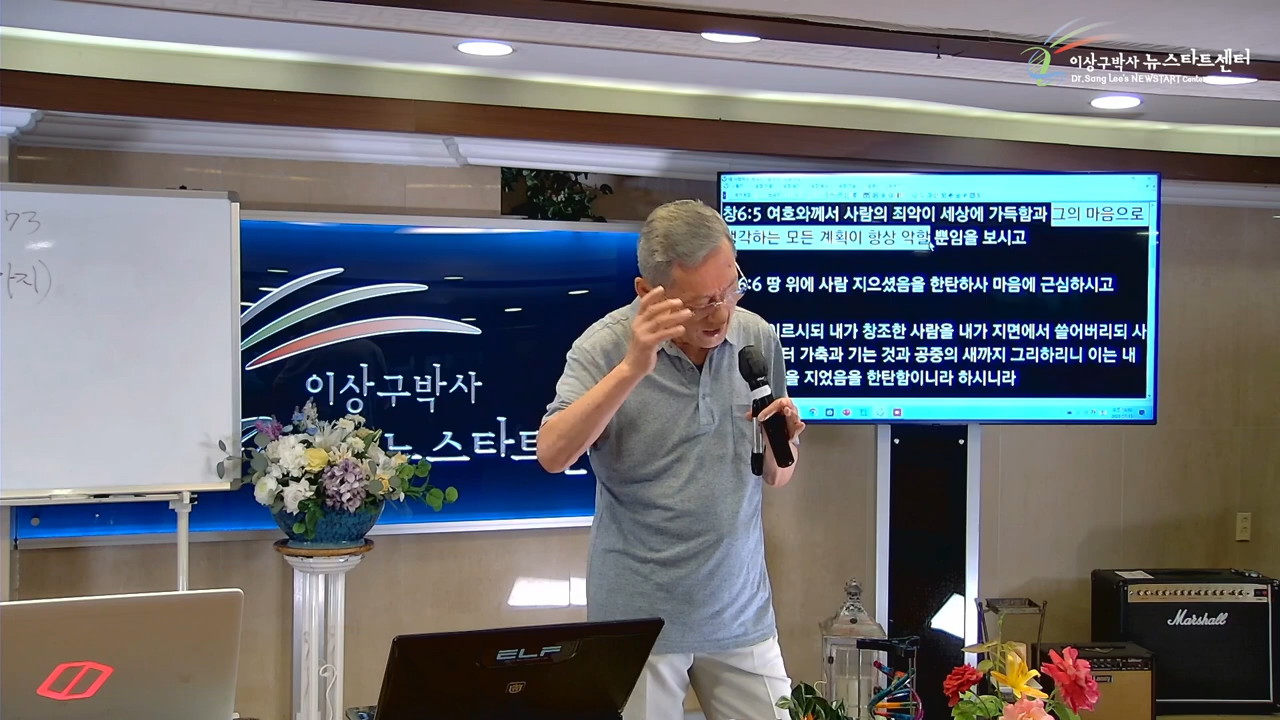 이상구박사 뉴스타트센터
Dr. Sang Lee's NEWSTART Center
73
창6:5 여호와께서 사람의 죄악이 세상에 가득함과 그의 마음으로
생각하는 모든 계획이 항상 악할 뿐임을 보시고
6:6 땅 위에 사람 지으셨음을 한탄하사 마음에 근심하시고
이르시되 내가 창조한 사람을 내가 지면에서 쓸어버리되 사
터 가축과 기는 것과 공중의 새까지 그리하리니 이는 내
을 지었음을 한탄함이니라 하시니라
이상구박사
뉴스타트센
ELF
Marshall
Laney